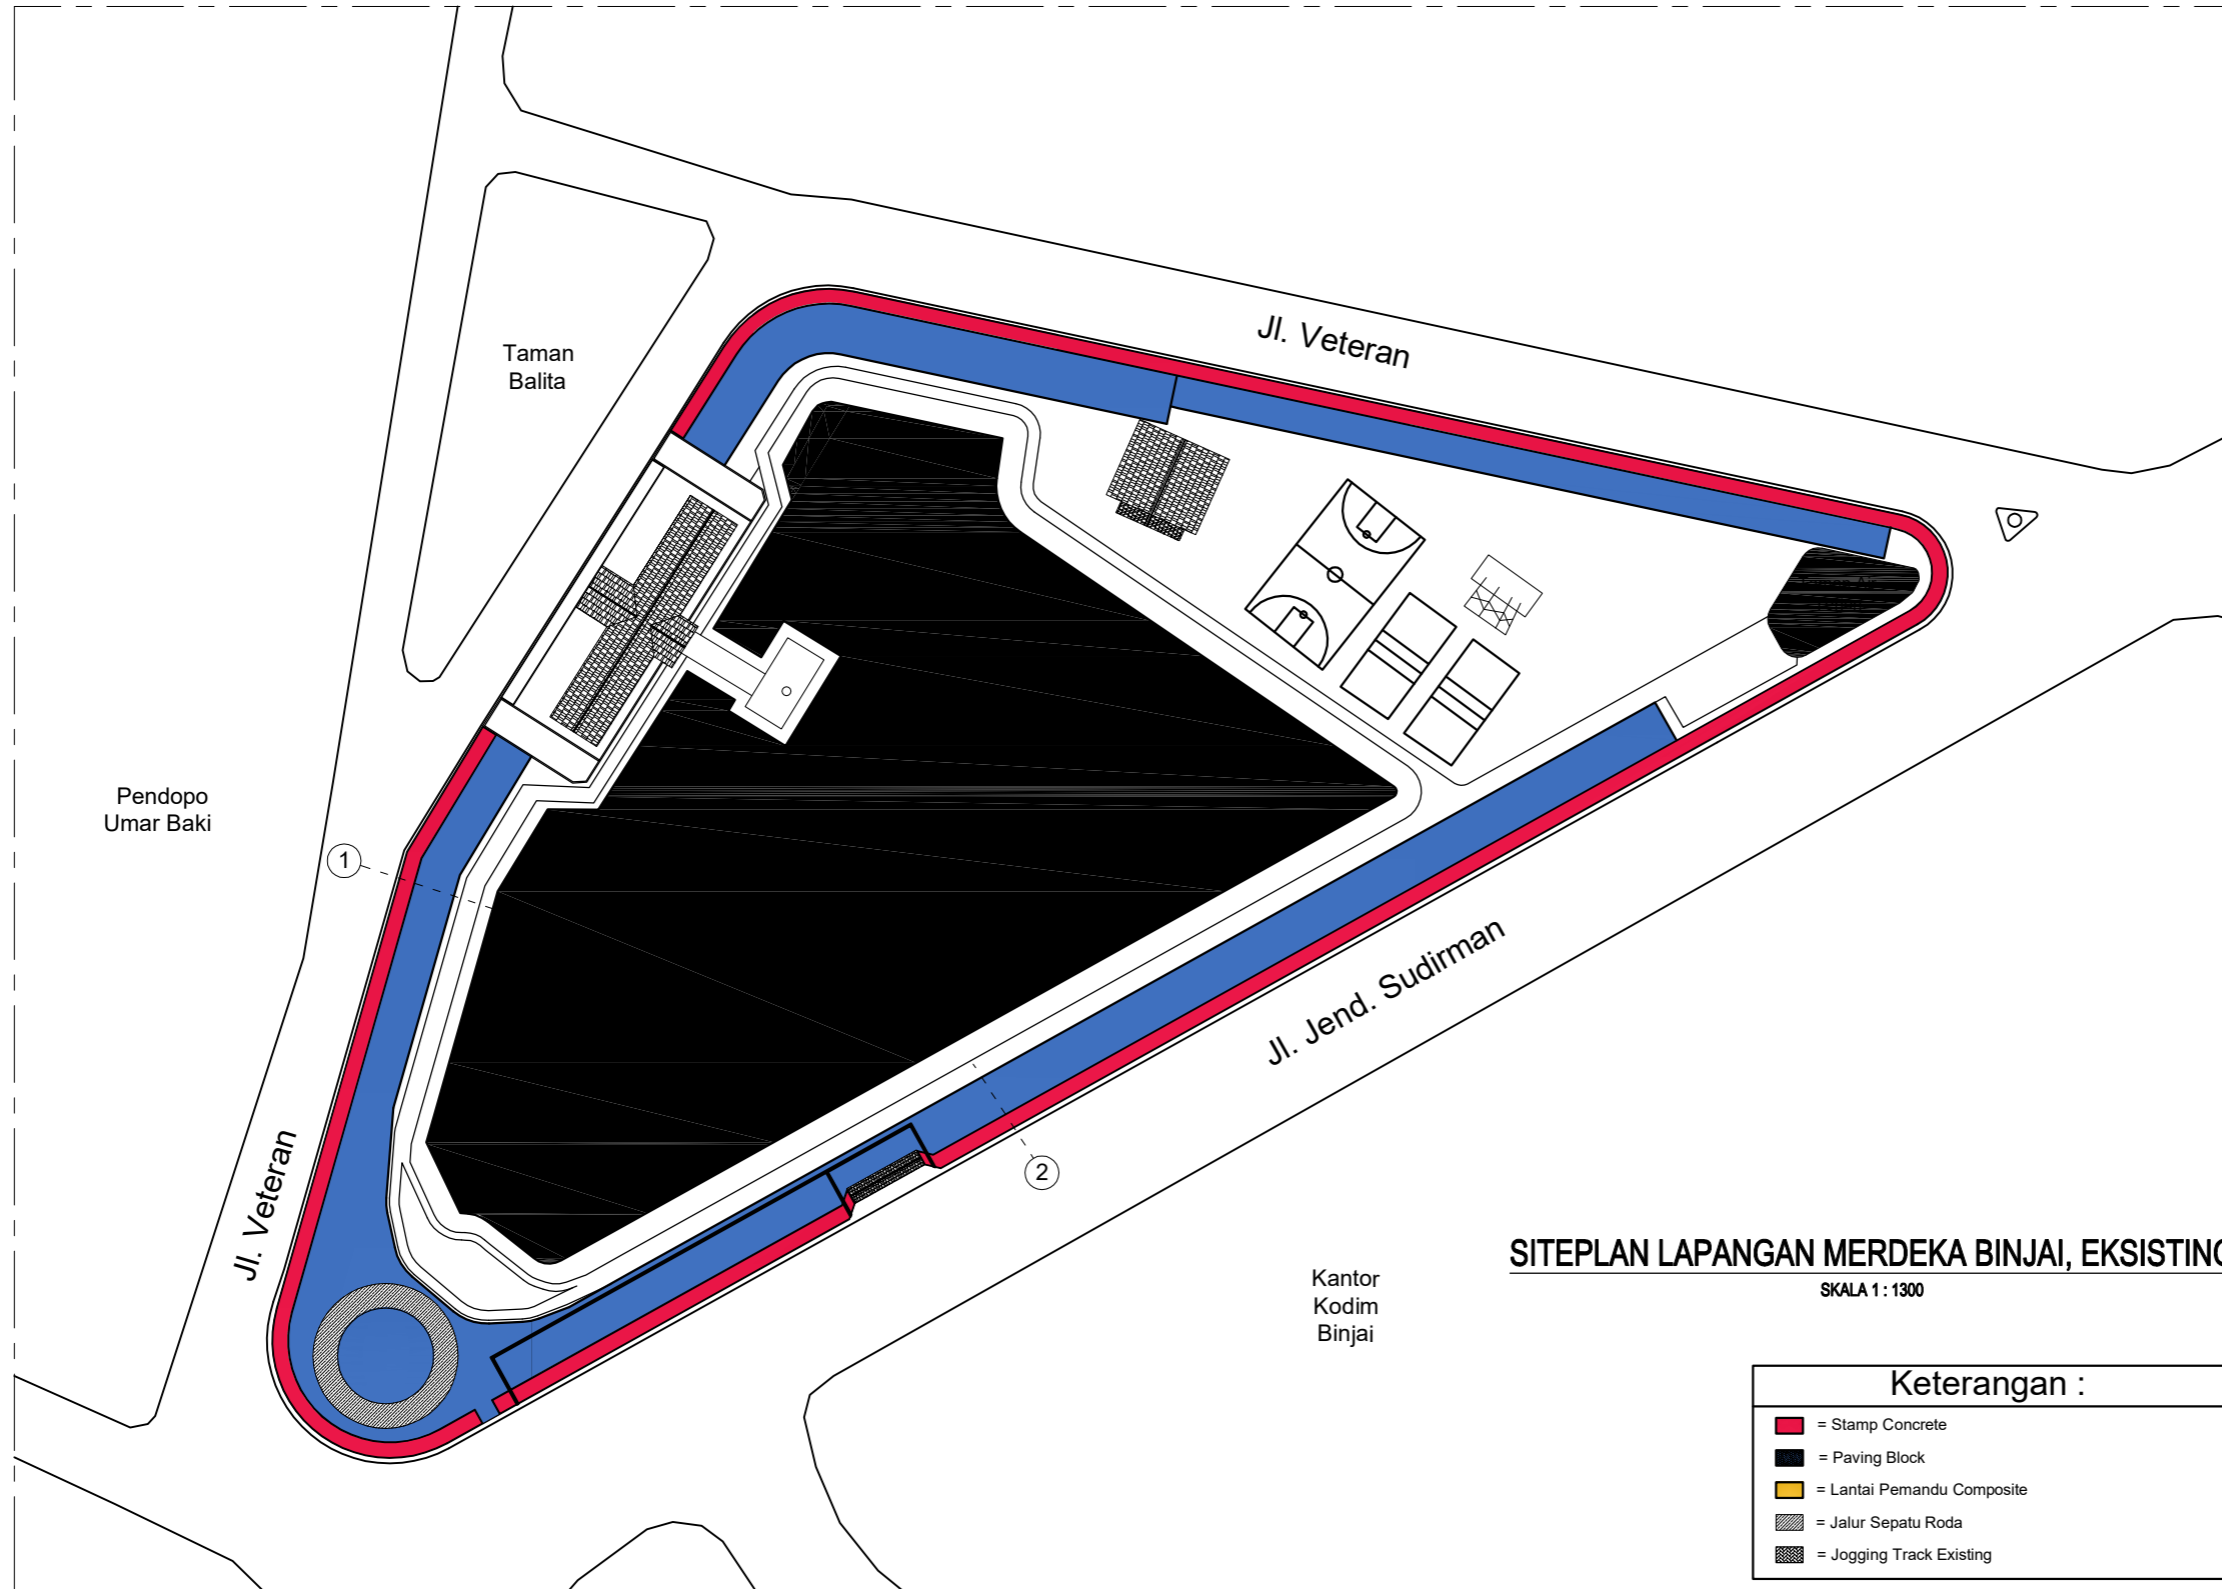 Jl. Veteran
Taman
Balita
Pendopo
Umar Baki
1
Jl. Jend. Sudirman
2
Jl. Veteran
Kantor
Kodim
Binjai
SITEPLAN LAPANGAN MERDEKA BINJAI, EKSISTING
SKALA 1 : 1300
Keterangan :
= Stamp Concrete
= Paving Block
= Lantai Pemandu Composite
= Jalur Sepatu Roda
= Jogging Track Existing